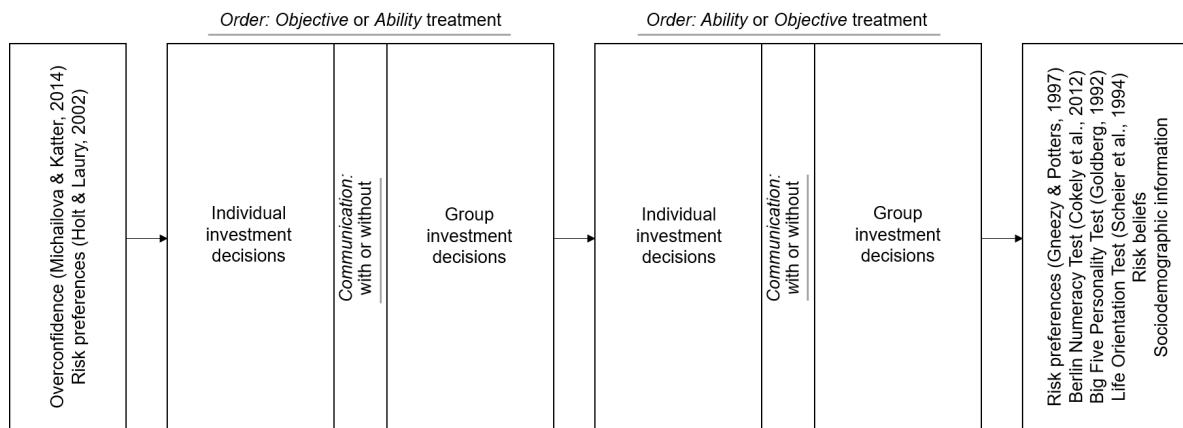 Order: Objective or Ability treatment
Order: Ability or Objective treatment
Overconfidence (Michailova & Katter, 2014)
Risk preferences (Holt & Laury, 2002)
Individual
investment
decisions
Communication:
with or without
Group
investment
decisions
Individual
investment
decisions
Communication:
with or without
Group
investment
decisions
Risk preferences (Gneezy & Potters, 1997)
Berlin Numeracy Test (Cokely et al., 2012)
Big Five Personality Test (Goldberg, 1992)
Life Orientation Test (Scheier et al., 1994)
Risk beliefs
Sociodemographic information